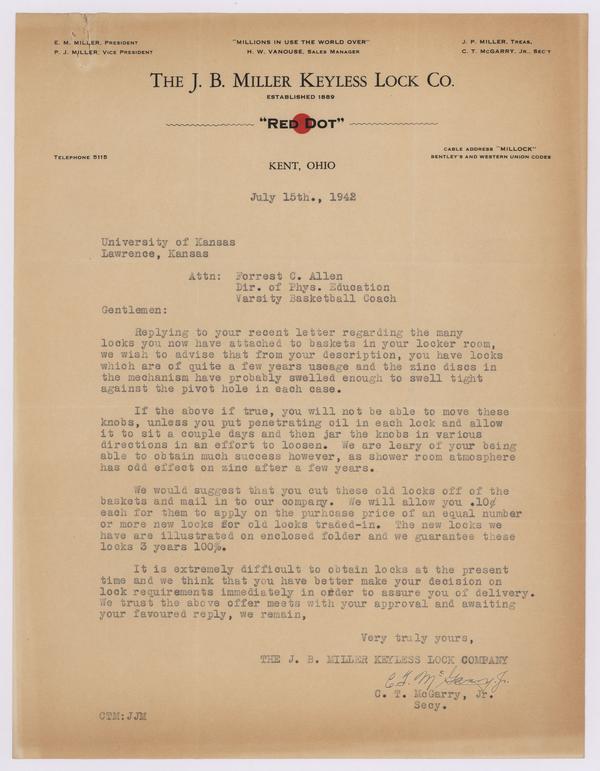 E. M. MILLER, PRESIDENT
P. J. MILLER, VICE PRESIDENT
"MILLIONS IN USE THE WORLD OVER"
H. W. VANOUSE, SALES MANAGER
J. P. MILLER, TREAS.
C. T. McGARRY, JR., SEC'Y
THE J. B. MILLER KEYLESS LOCK CO.
ESTABLISHED 1889
"RED DOT"
TELEPHONE 5115
CABLE ADDRESS "MILLOCK"
BENTLEY'S AND WESTERN UNION CODES
KENT, OHIO
July 15th., 1942
University of Kansas
Lawrence, Kansas
Attn: Forrest C. Allen
Dir. of Phys. Education
Varsity Basketball Coach
Gentlemen:
Replying to your recent letter regarding the many
locks you now have attached to baskets in your locker room,
we wish to advise that from your description, you have locks
which are of quite a few years useage and the zinc discs in
the mechanism have probably swelled enough to swell tight
against the pivot hole in each case.
If the above if true, you will not be able to move these
knobs, unless you put penetrating oil in each lock and allow
it to sit a couple days and then jar the knobs in various
directions in an effort to loosen. We are leary of your being
able to obtain much success however, as shower room atmosphere
has odd effect on zinc after a few years.
We would suggest that you cut these old locks off of the
baskets and mail in to our company. We will allow you .10¢
each for them to apply on the purhcase price of an equal number
or more new locks for old locks traded-in. The new locks we
have are illustrated on enclosed folder and we guarantee these
locks 3 years 100%.
It is extremely difficult to obtain locks at the present
time and we think that you have better make your decision on
lock requirements immediately in order to assure you of delivery.
We trust the above offer meets with your approval and awaiting
your favoured reply, we remain,
Very truly yours,
THE J. B. MILLER KEYLESS LOCK COMPANY
C. T. McGarry, Jr.
C. T. McGarry, Jr.
Secy.
CTM:JJM